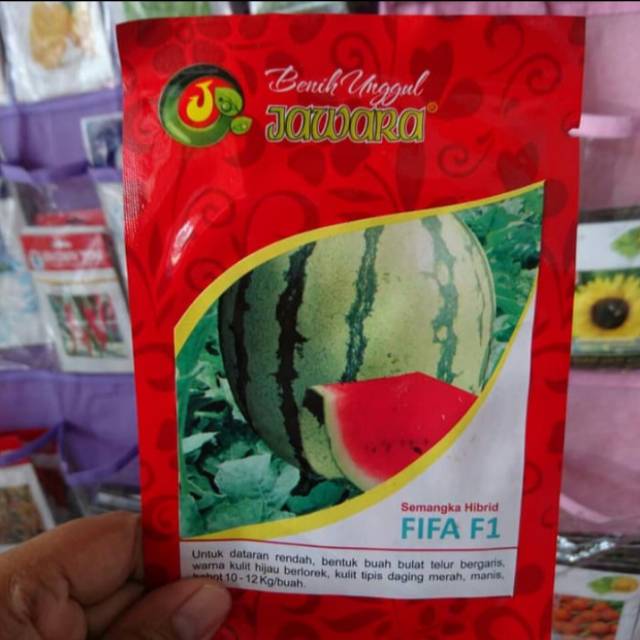 Benih Unggul
JAWARA®
Semangka Hibrid
FIFA F1
Untuk dataran rendah, bentuk buah bulat telur bergaris,
warna kulit hijau berlorek, kulit tipis daging merah, manis,
bobot 10 - 12 Kg/buah.